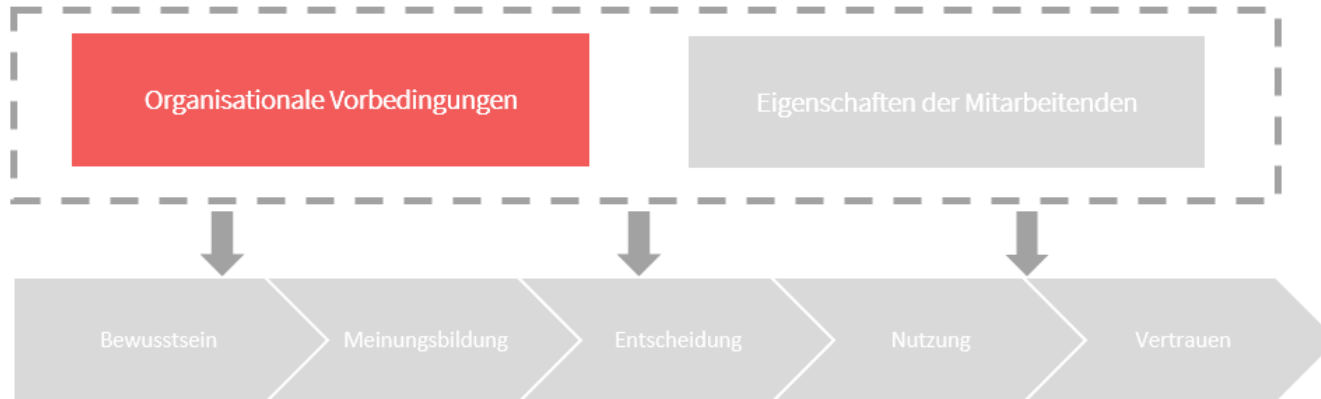 Organisationale Vorbedingungen
Eigenschaften der Mitarbeitenden
Bewusstsein
Meinungsbildung
Entscheidung
Nutzung
Vertrauen